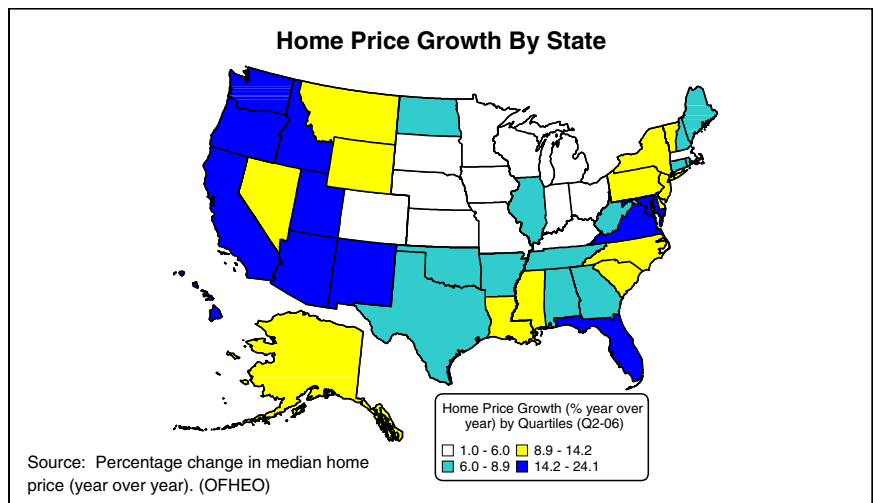 Home Price Growth By State
Home Price Growth (% year over
year) by Quartiles (Q2-06)
1.0 - 6.0 8.9 - 14.2
6.0 - 8.9 14.2 - 24.1
Source: Percentage change in median home
price (year over year). (OFHEO)